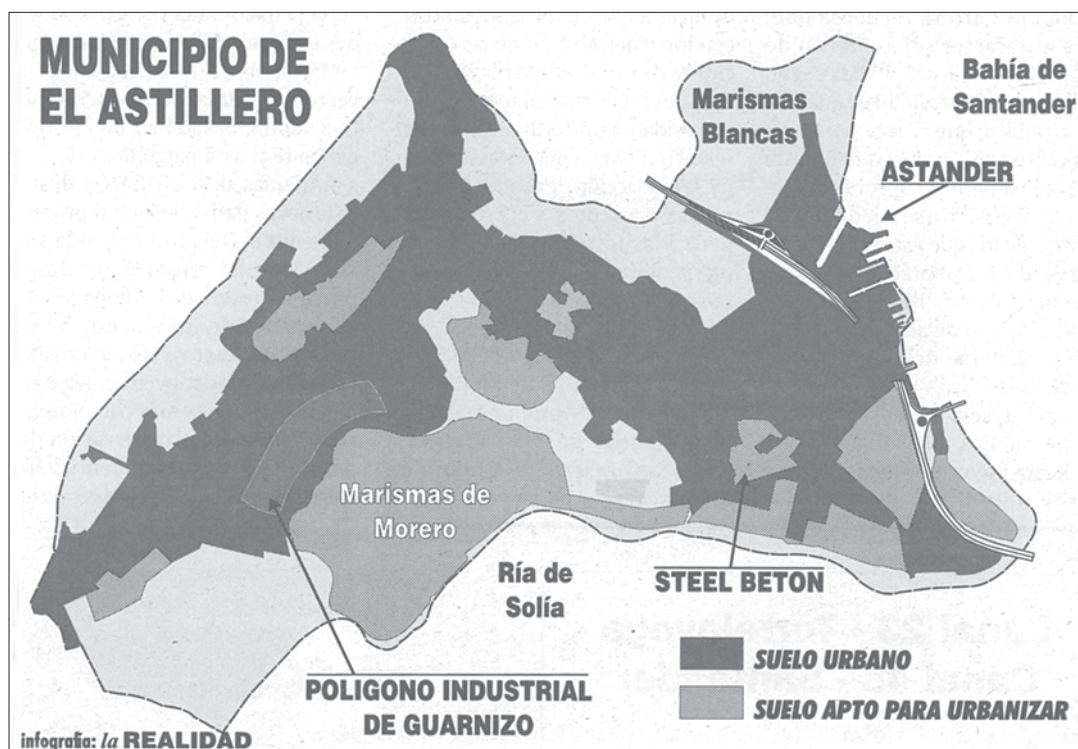 MUNICIPIO DE
EL ASTILLERO
Marismas
Blancas
Bahía de
Santander
ASTANDER
Marismas de
Morero
Ría de
Solía
STEEL BETON
POLIGONO INDUSTRIAL
DE GUARNIZO
SUELO URBANO
SUELO APTO PARA URBANIZAR
infografia: la REALIDAD